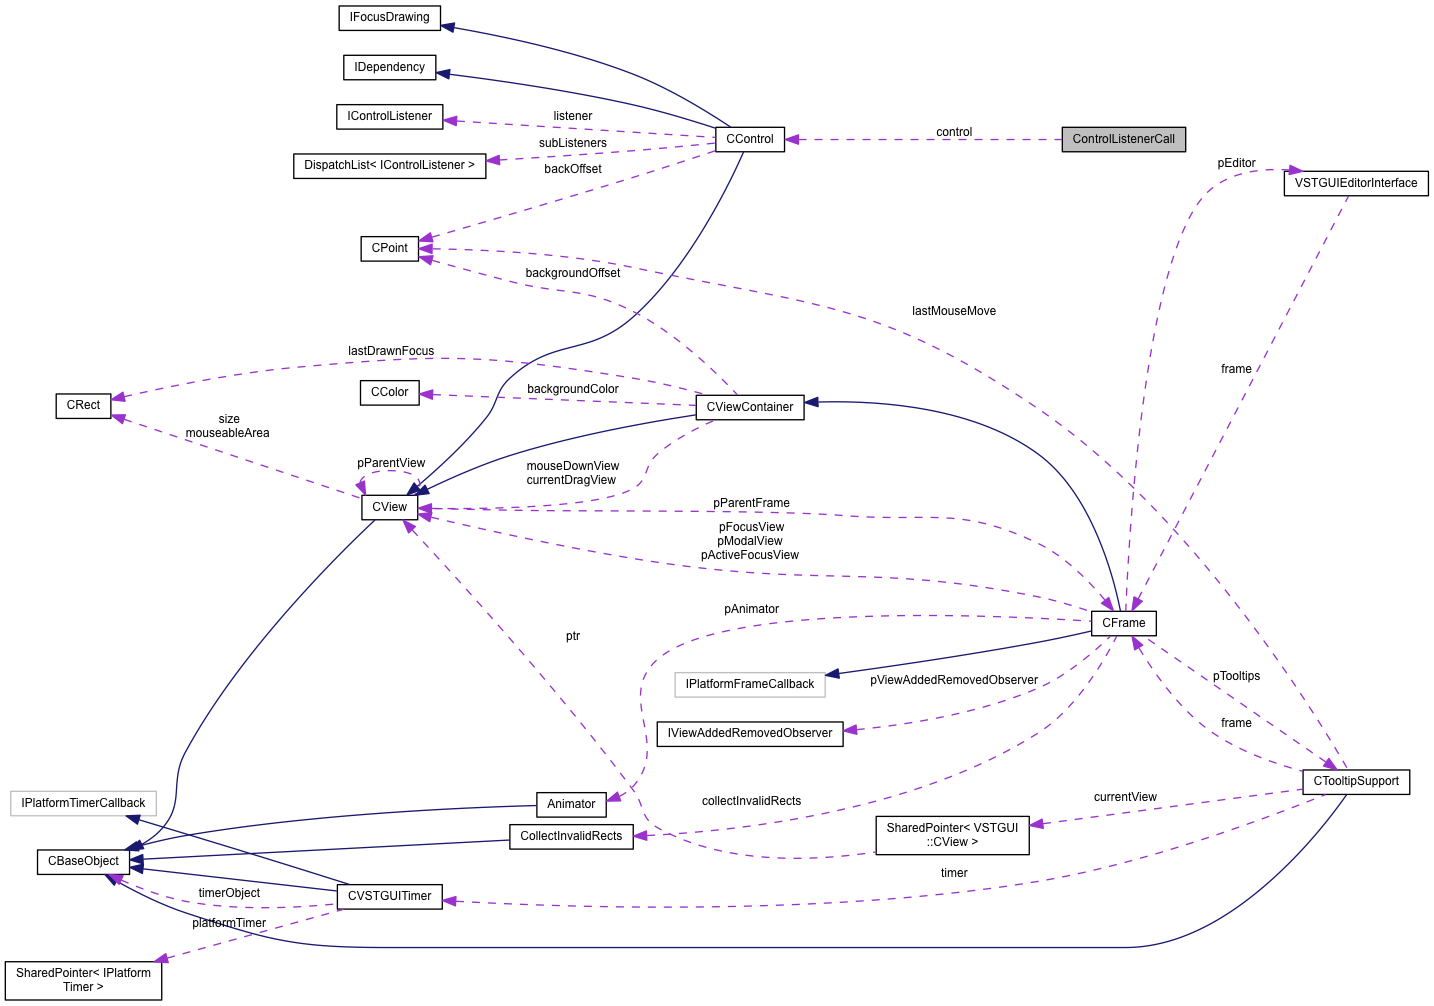 IFocusDrawing
IDependency
IControlListener
listener
CControl
control
ControlListenerCall
subListeners
DispatchList< IControlListener >
backOffset
pEditor
VSTGUIEditorInterface
CPoint
backgroundOffset
lastMouseMove
lastDrawnFocus
frame
CColor
backgroundColor
CRect
CViewContainer
size
mouseableArea
pParentView
mouseDownView
currentDragView
CView
pParentFrame
pFocusView
pModalView
pActiveFocusView
pAnimator
CFrame
ptr
IPlatformFrameCallback
pViewAddedRemovedObserver
pTooltips
IViewAddedRemovedObserver
frame
CTooltipSupport
IPlatformTimerCallback
Animator
collectInvalidRects
currentView
CollectInvalidRects
SharedPointer< VSTGUI
::CView >
CBaseObject
timerObject
CVSTGUITimer
timer
platformTimer
SharedPointer< IPlatform
Timer >